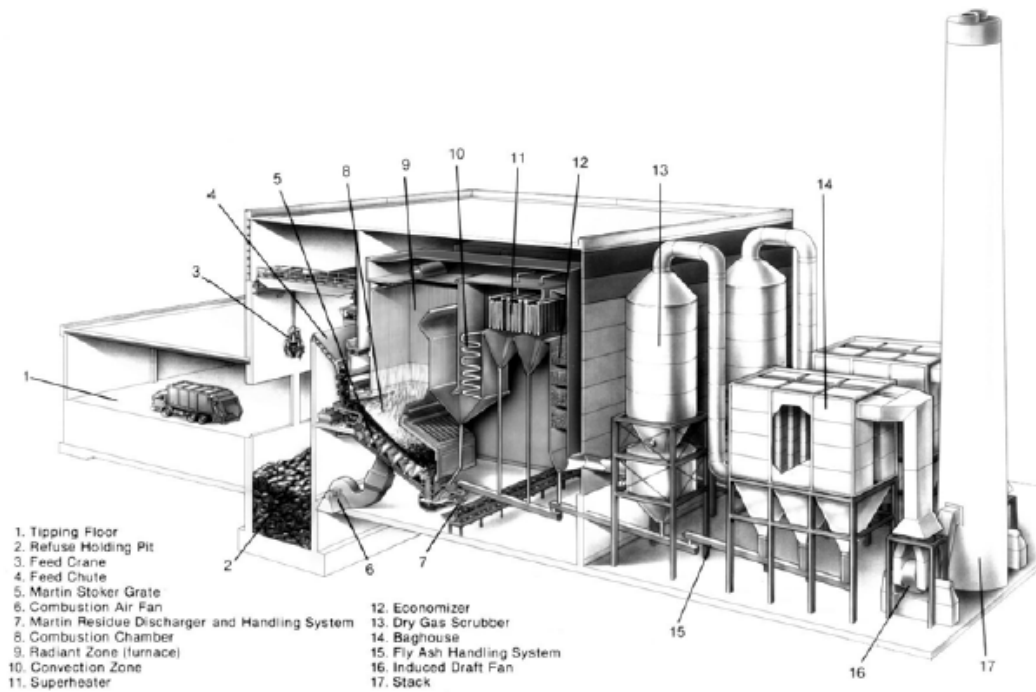 10
11
12
13
14
8
9
5
4
3
1
2
6
7
15
16
17
1. Tipping Floor
2. Refuse Holding Pit
3. Feed Crane
4. Feed Chute
5. Martin Stoker Grate
6. Combustion Air Fan
7. Martin Residue Discharger and Handling System
8. Combustion Chamber
9. Radiant Zone (furnace)
10. Convection Zone
11. Superheater
12. Economizer
13. Dry Gas Scrubber
14. Baghouse
15. Fly Ash Handling System
16. Induced Draft Fan
17. Stack